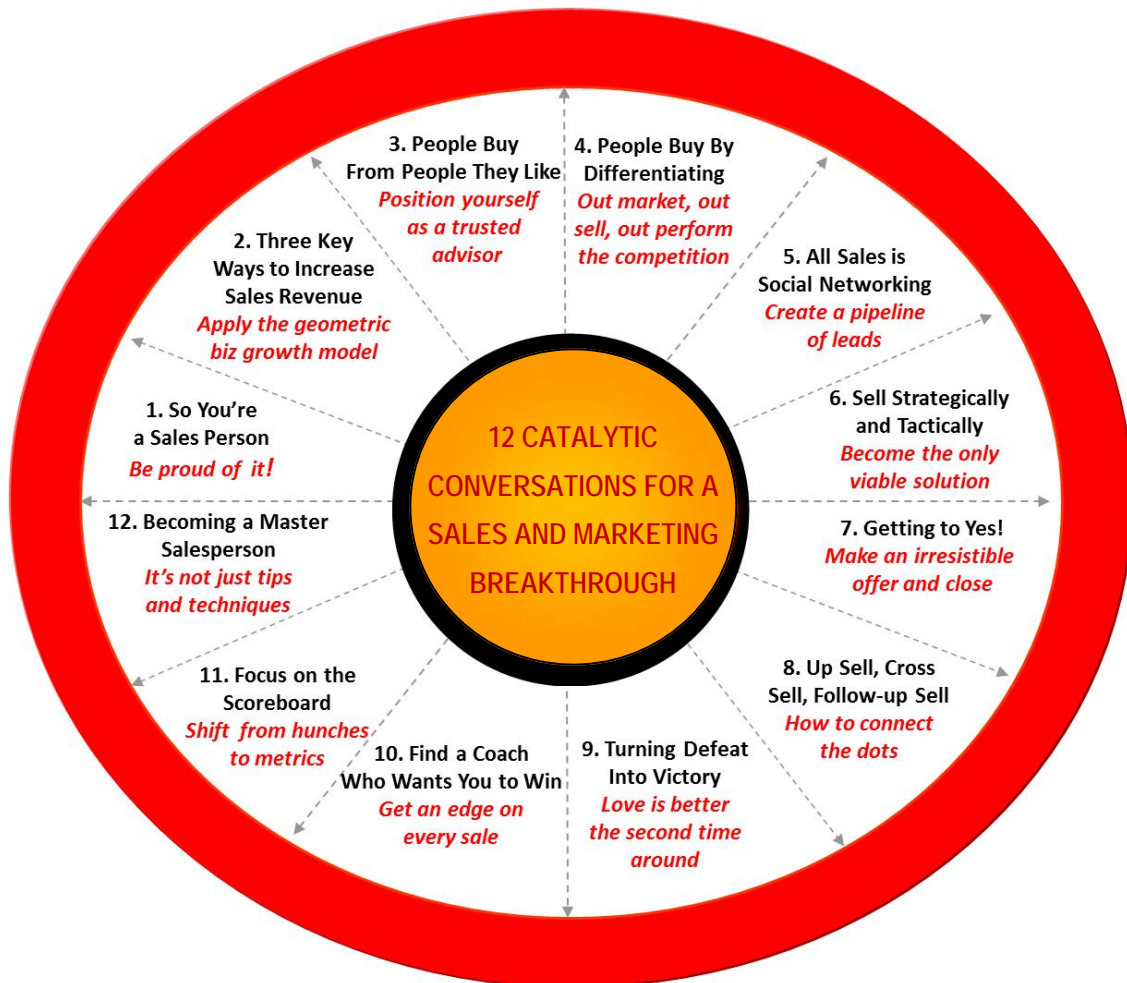 12 CATALYTIC
CONVERSATIONS FOR A
SALES AND MARKETING
BREAKTHROUGH
1. So You're
a Sales Person
Be proud of it!
2. Three Key
Ways to Increase
Sales Revenue
Apply the geometric
biz growth model
3. People Buy
From People They Like
Position yourself
as a trusted
advisor
4. People Buy By
Differentiating
Out market, out
sell, out perform
the competition
5. All Sales is
Social Networking
Create a pipeline
of leads
6. Sell Strategically
and Tactically
Become the only
viable solution
7. Getting to Yes!
Make an irresistible
offer and close
8. Up Sell, Cross
Sell, Follow-up Sell
How to connect
the dots
9. Turning Defeat
Into Victory
Love is better
the second time
around
10. Find a Coach
Who Wants You to Win
Get an edge on
every sale
11. Focus on the
Scoreboard
Shift from hunches
to metrics
12. Becoming a Master
Salesperson
It's not just tips
and techniques